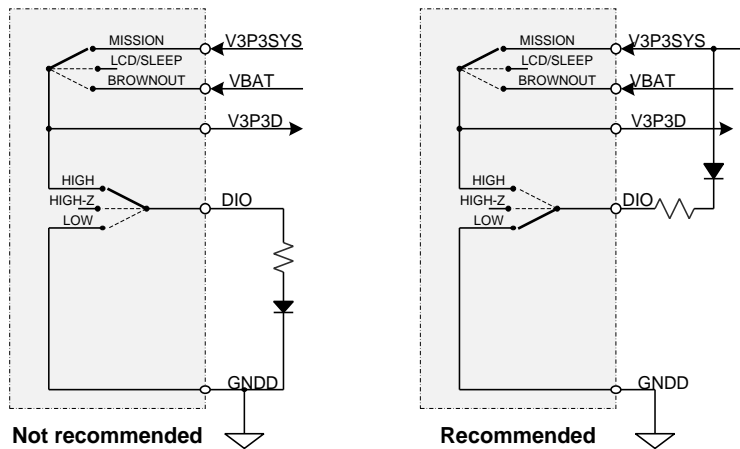 MISSION
V3P3SYS
LCD/SLEEP
BROWNOUT
VBAT
V3P3D
HIGH
HIGH-Z
DIO
LOW
GNDD
Not recommended
MISSION
V3P3SYS
LCD/SLEEP
BROWNOUT
VBAT
V3P3D
HIGH
HIGH-Z
DIO
LOW
GNDD
Recommended